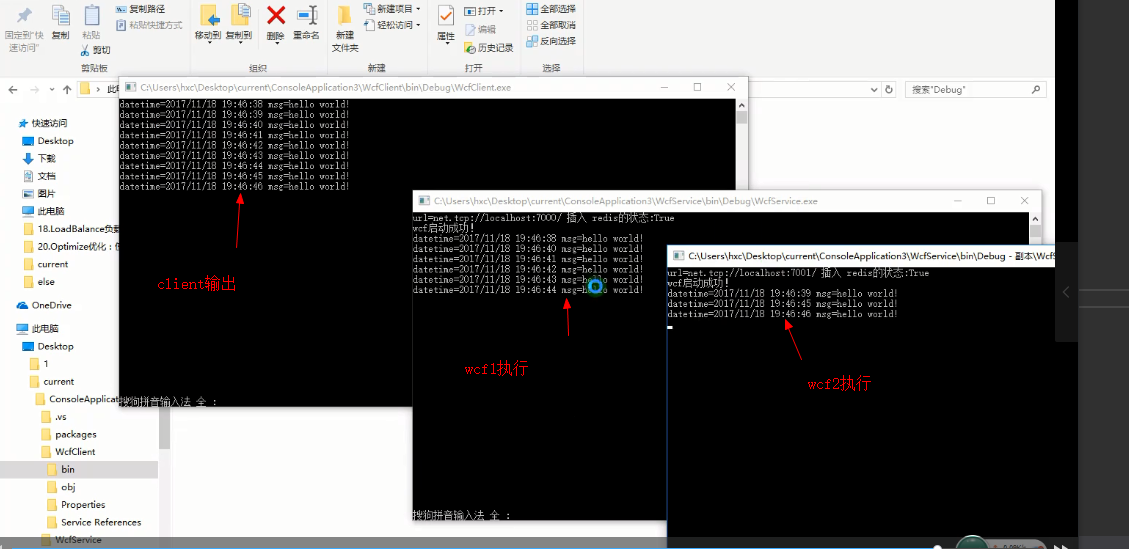 固定到"快速访问"
复制
粘贴
复制路径
粘贴快捷方式
剪切
剪贴板
移动到
复制到
删除
重命名
组织
新建
文件夹
新建项目
轻松访问
新建
属性
打开
编辑
历史记录
打开
全部选择
全部取消
反向选择
选择
搜索"Debug"
快速访问
Desktop
下载
文档
图片
此电脑
18.LoadBalance负载
20.Optimize优化:
current
else
OneDrive
此电脑
Desktop
1
current
ConsoleApplicat
.vs
packages
WcfClient
bin
obj
Properties
Service References
WcfService
C:\Users\hxc\Desktop\current\ConsoleApplication3\WcfClient\bin\Debug\WcfClient.exe
datetime=2017/11/18 19:46:38 msg=hello world!
datetime=2017/11/18 19:46:39 msg=hello world!
datetime=2017/11/18 19:46:40 msg=hello world!
datetime=2017/11/18 19:46:41 msg=hello world!
datetime=2017/11/18 19:46:42 msg=hello world!
datetime=2017/11/18 19:46:43 msg=hello world!
datetime=2017/11/18 19:46:44 msg=hello world!
datetime=2017/11/18 19:46:45 msg=hello world!
datetime=2017/11/18 19:46:46 msg=hello world!
client输出
搜狗拼音输入法 全 :
C:\Users\hxc\Desktop\current\ConsoleApplication3\WcfService\bin\Debug\WcfService.exe
url=net.tcp://localhost:7000/ 插入 redis的状态:True
wcf启动成功!
datetime=2017/11/18 19:46:38 msg=hello world!
datetime=2017/11/18 19:46:40 msg=hello world!
datetime=2017/11/18 19:46:41 msg=hello world!
datetime=2017/11/18 19:46:42 msg=hello world!
datetime=2017/11/18 19:46:43 msg=hello world!
datetime=2017/11/18 19:46:44 msg=hello world!
wcf1执行
搜狗拼音输入法 全 :
C:\Users\hxc\Desktop\current\ConsoleApplication3\WcfService\bin\Debug - 副本\WcfS
url=net.tcp://localhost:7001/ 插入 redis的状态:True
wcf启动成功!
datetime=2017/11/18 19:46:39 msg=hello world!
datetime=2017/11/18 19:46:45 msg=hello world!
datetime=2017/11/18 19:46:46 msg=hello world!
wcf2执行